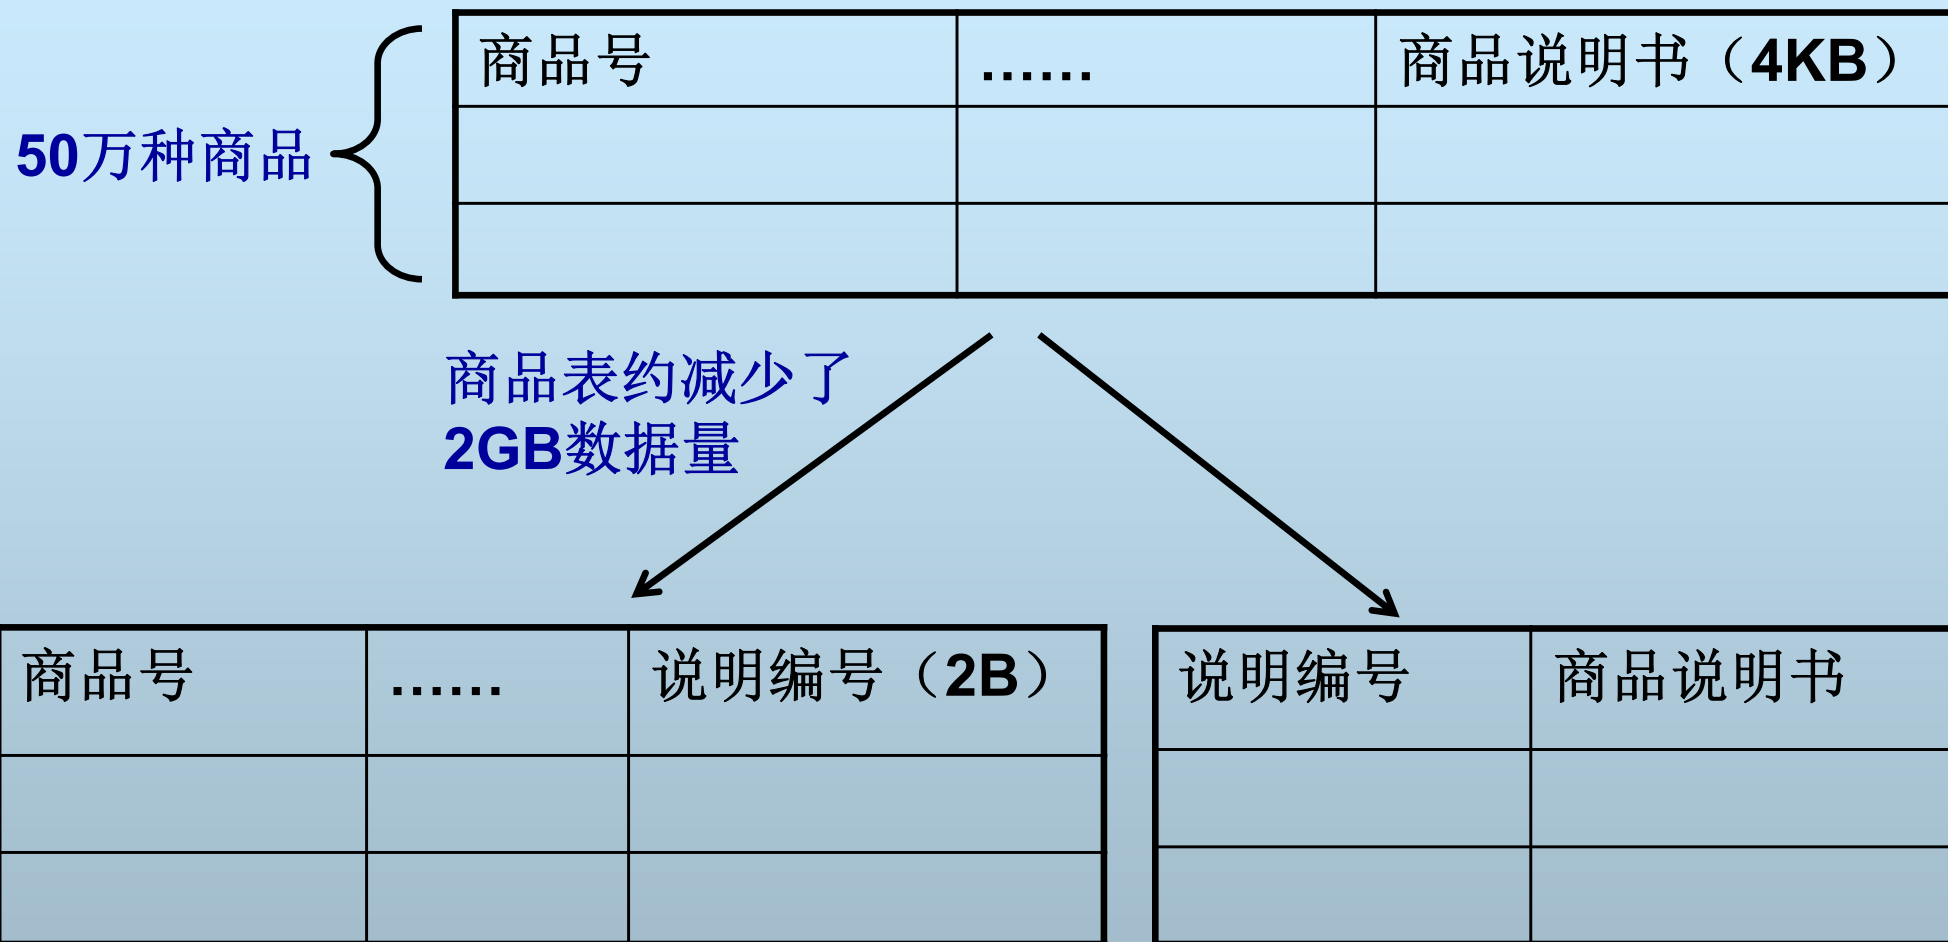 商品号 …… 商品说明书（4KB）
50万种商品
商品表约减少了
2GB数据量
商品号 …… 说明编号（2B）
说明编号 商品说明书